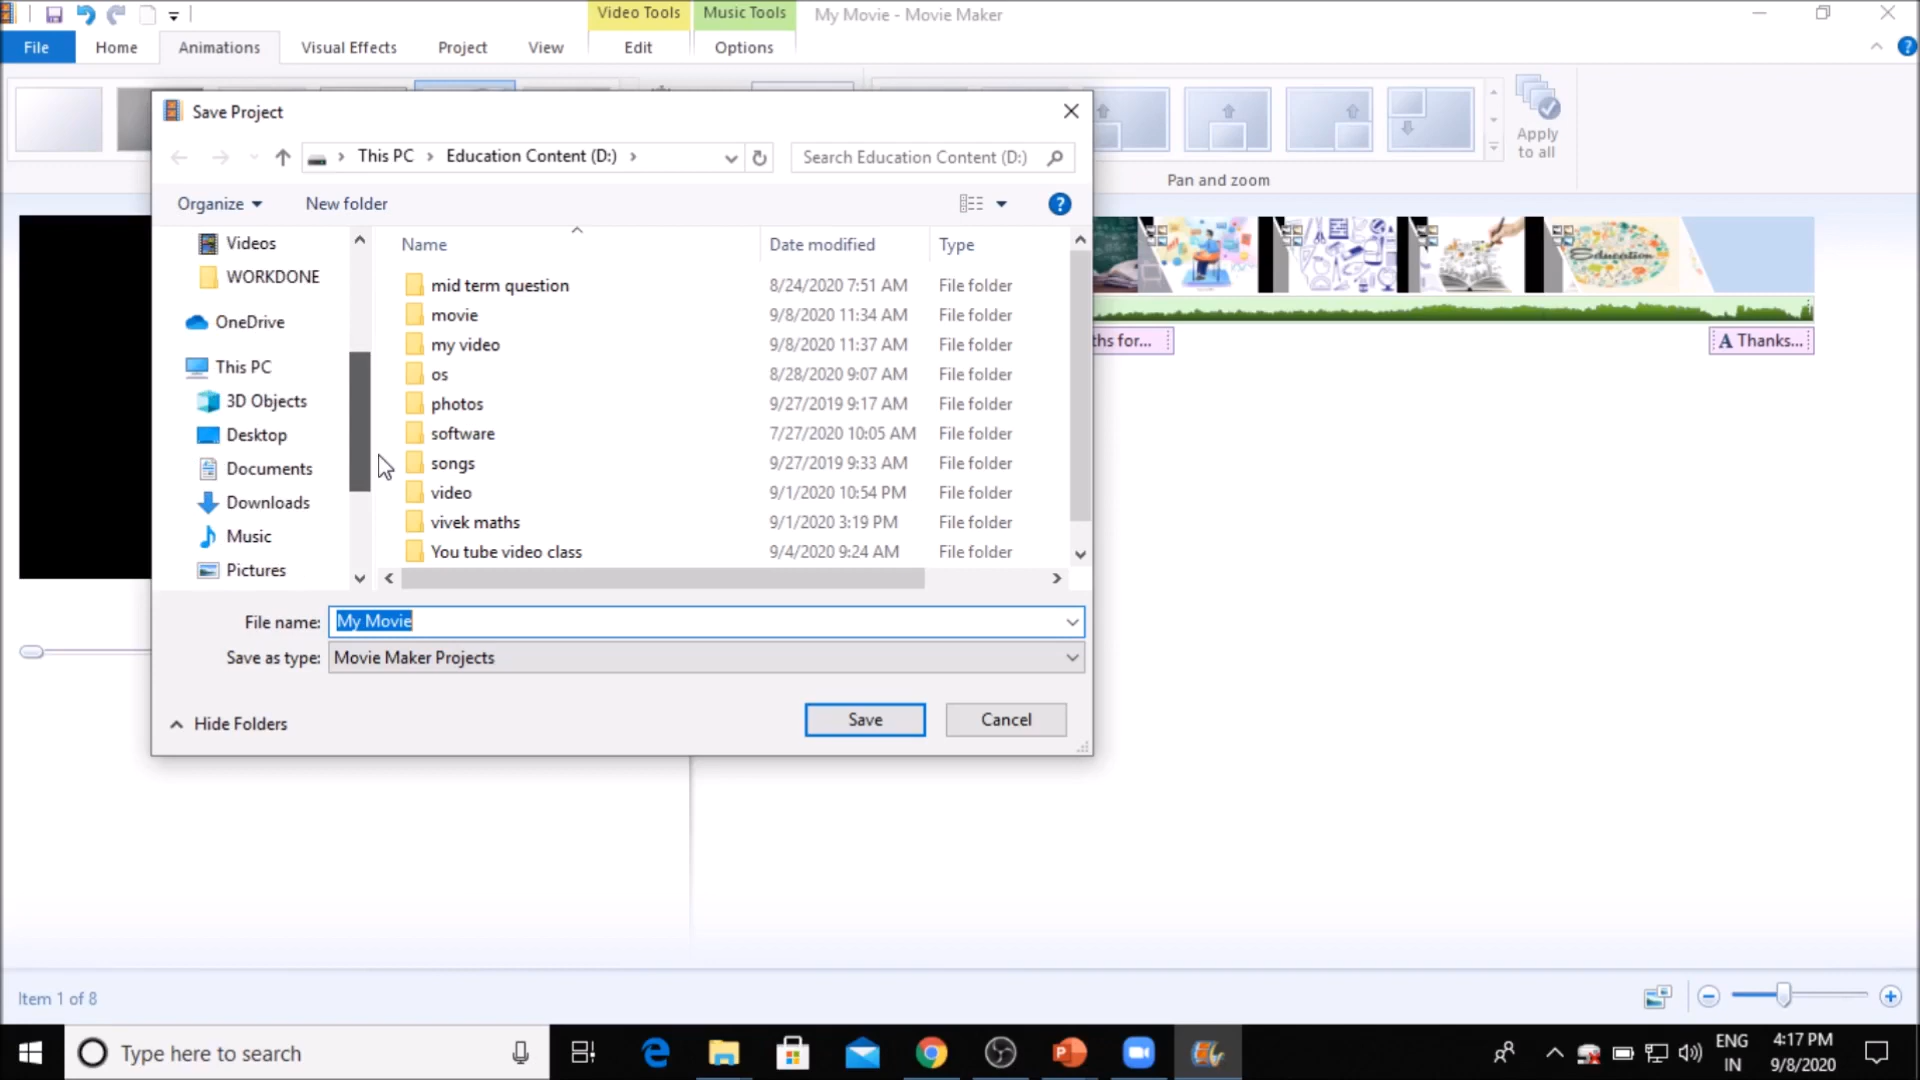 Video Tools Music Tools My Movie - Movie Maker
File Home Animations Visual Effects Project View Edit Options
Save Project
This PC Education Content (D:) Search Education Content (D:)
Organize New folder
Apply
to all
Pan and zoom
Name Date modified Type
Videos
WORKDONE
OneDrive
This PC
3D Objects
Desktop
Documents
Downloads
Music
Pictures
mid term question 8/24/2020 7:51 AM File folder
movie 9/8/2020 11:34 AM File folder
my video 9/8/2020 11:37 AM File folder
os 8/28/2020 9:07 AM File folder
photos 9/27/2019 9:17 AM File folder
software 7/27/2020 10:05 AM File folder
songs 9/27/2019 9:33 AM File folder
video 9/1/2020 10:54 PM File folder
vivek maths 9/1/2020 3:19 PM File folder
You tube video class 9/4/2020 9:24 AM File folder
Education
ths for... A Thanks...
File name: My Movie
Save as type: Movie Maker Projects
Hide Folders Save Cancel
Item 1 of 8
Type here to search
ENG
IN
4:17 PM
9/8/2020